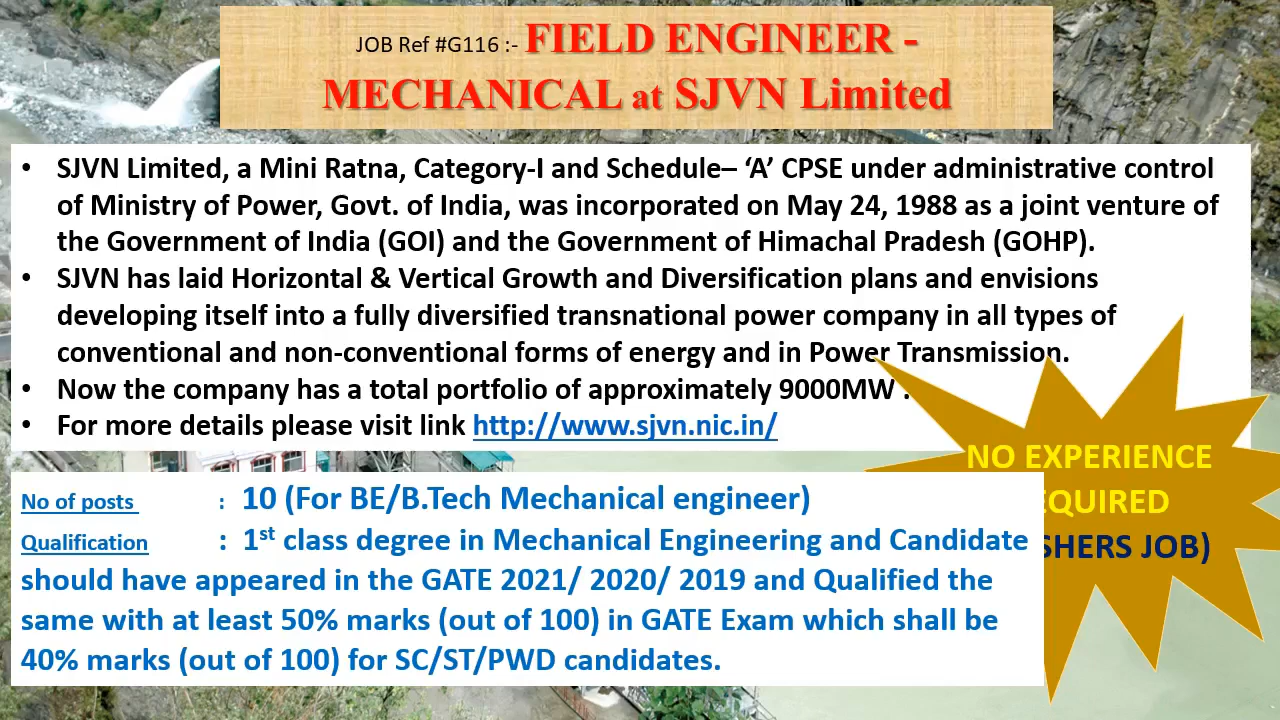 JOB Ref #G116 :- FIELD ENGINEER -
MECHANICAL at SJVN Limited
• SJVN Limited, a Mini Ratna, Category-I and Schedule– ‘A’ CPSE under administrative control
of Ministry of Power, Govt. of India, was incorporated on May 24, 1988 as a joint venture of
the Government of India (GOI) and the Government of Himachal Pradesh (GOHP).
• SJVN has laid Horizontal & Vertical Growth and Diversification plans and envisions
developing itself into a fully diversified transnational power company in all types of
conventional and non-conventional forms of energy and in Power Transmission.
• Now the company has a total portfolio of approximately 9000MW .
• For more details please visit link http://www.sjvn.nic.in/
NO EXPERIENCE
EQUIRED
SHERS JOB)
No of posts : 10 (For BE/B.Tech Mechanical engineer)
Qualification : 1st class degree in Mechanical Engineering and Candidate
should have appeared in the GATE 2021/ 2020/ 2019 and Qualified the
same with at least 50% marks (out of 100) in GATE Exam which shall be
40% marks (out of 100) for SC/ST/PWD candidates.